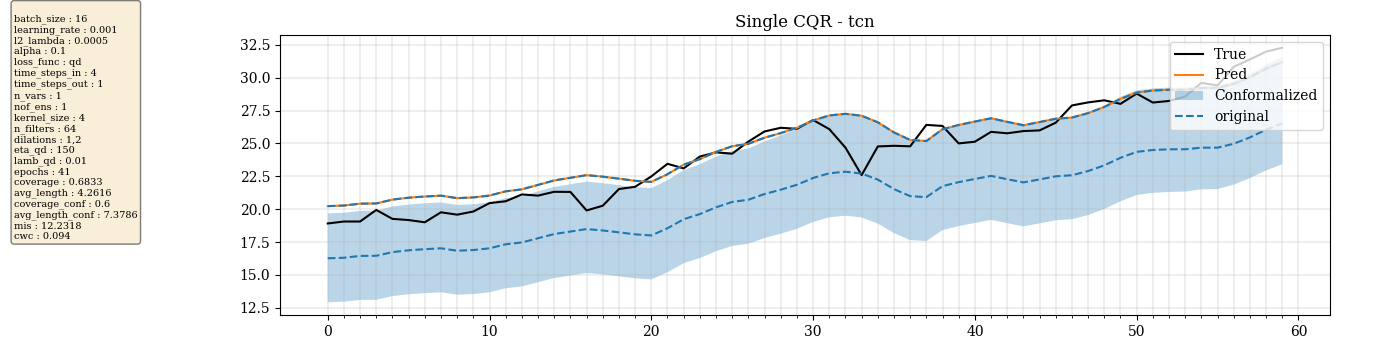 batch_size : 16
learning_rate : 0.001
l2_lambda : 0.0005
alpha : 0.1
loss_func : qd
time_steps_in : 4
time_steps_out : 1
n_vars : 1
nof_ens : 1
kernel_size : 4
n_filters : 64
dilations : 1,2
eta_qd : 150
lamb_qd : 0.01
epochs : 41
coverage : 0.6833
avg_length : 4.2616
coverage_conf : 0.6
avg_length_conf : 7.3786
mis : 12.2318
cwc : 0.094
Single CQR - tcn
32.5
30.0
27.5
25.0
22.5
20.0
17.5
15.0
12.5
True
Pred
Conformalized
original
0 10 20 30 40 50 60